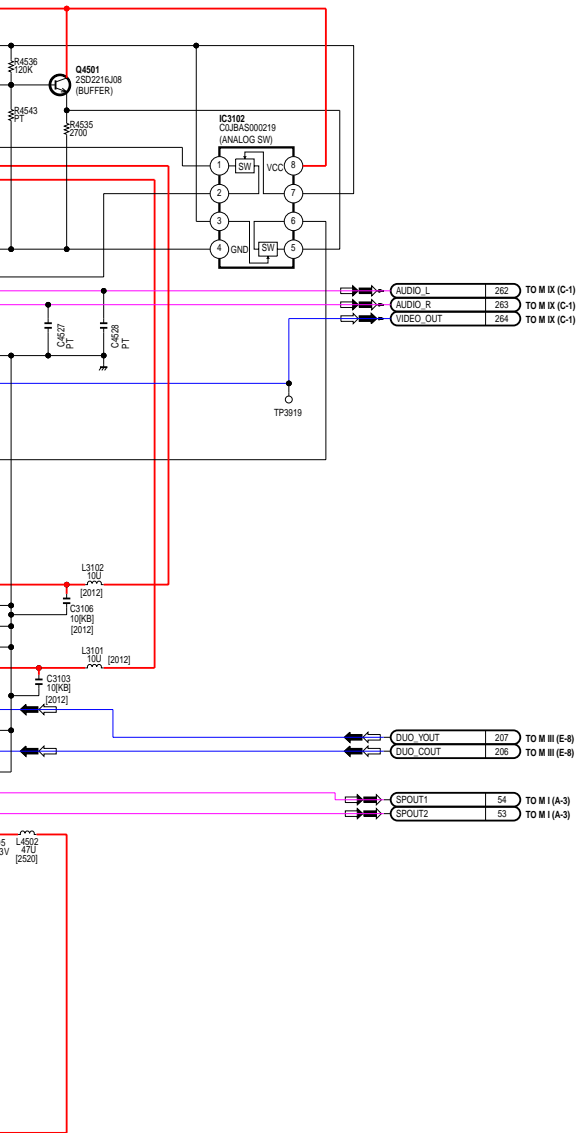 R4536
120K
Q4501
2SD2216J08
(BUFFER)
R4543
PT
R4535
2700
IC3102
C0JBAS000219
(ANALOG SW)
1
SW
VCC
8
2
7
3
6
4
GND
SW
5
AUDIO_L 262 TO M IX (C-1)
AUDIO_R 263 TO M IX (C-1)
VIDEO_OUT 264 TO M IX (C-1)
C4527
PT
C4528
PT
TP3919
L3102
10U
[2012]
C3106
10[KB]
[2012]
L3101
10U
[2012]
C3103
10[KB]
[2012]
DUO_YOUT 207 TO M III (E-8)
DUO_COUT 206 TO M III (E-8)
SPOUT1 54 TO M I (A-3)
SPOUT2 53 TO M I (A-3)
L4502
47U
[2520]
5
3V